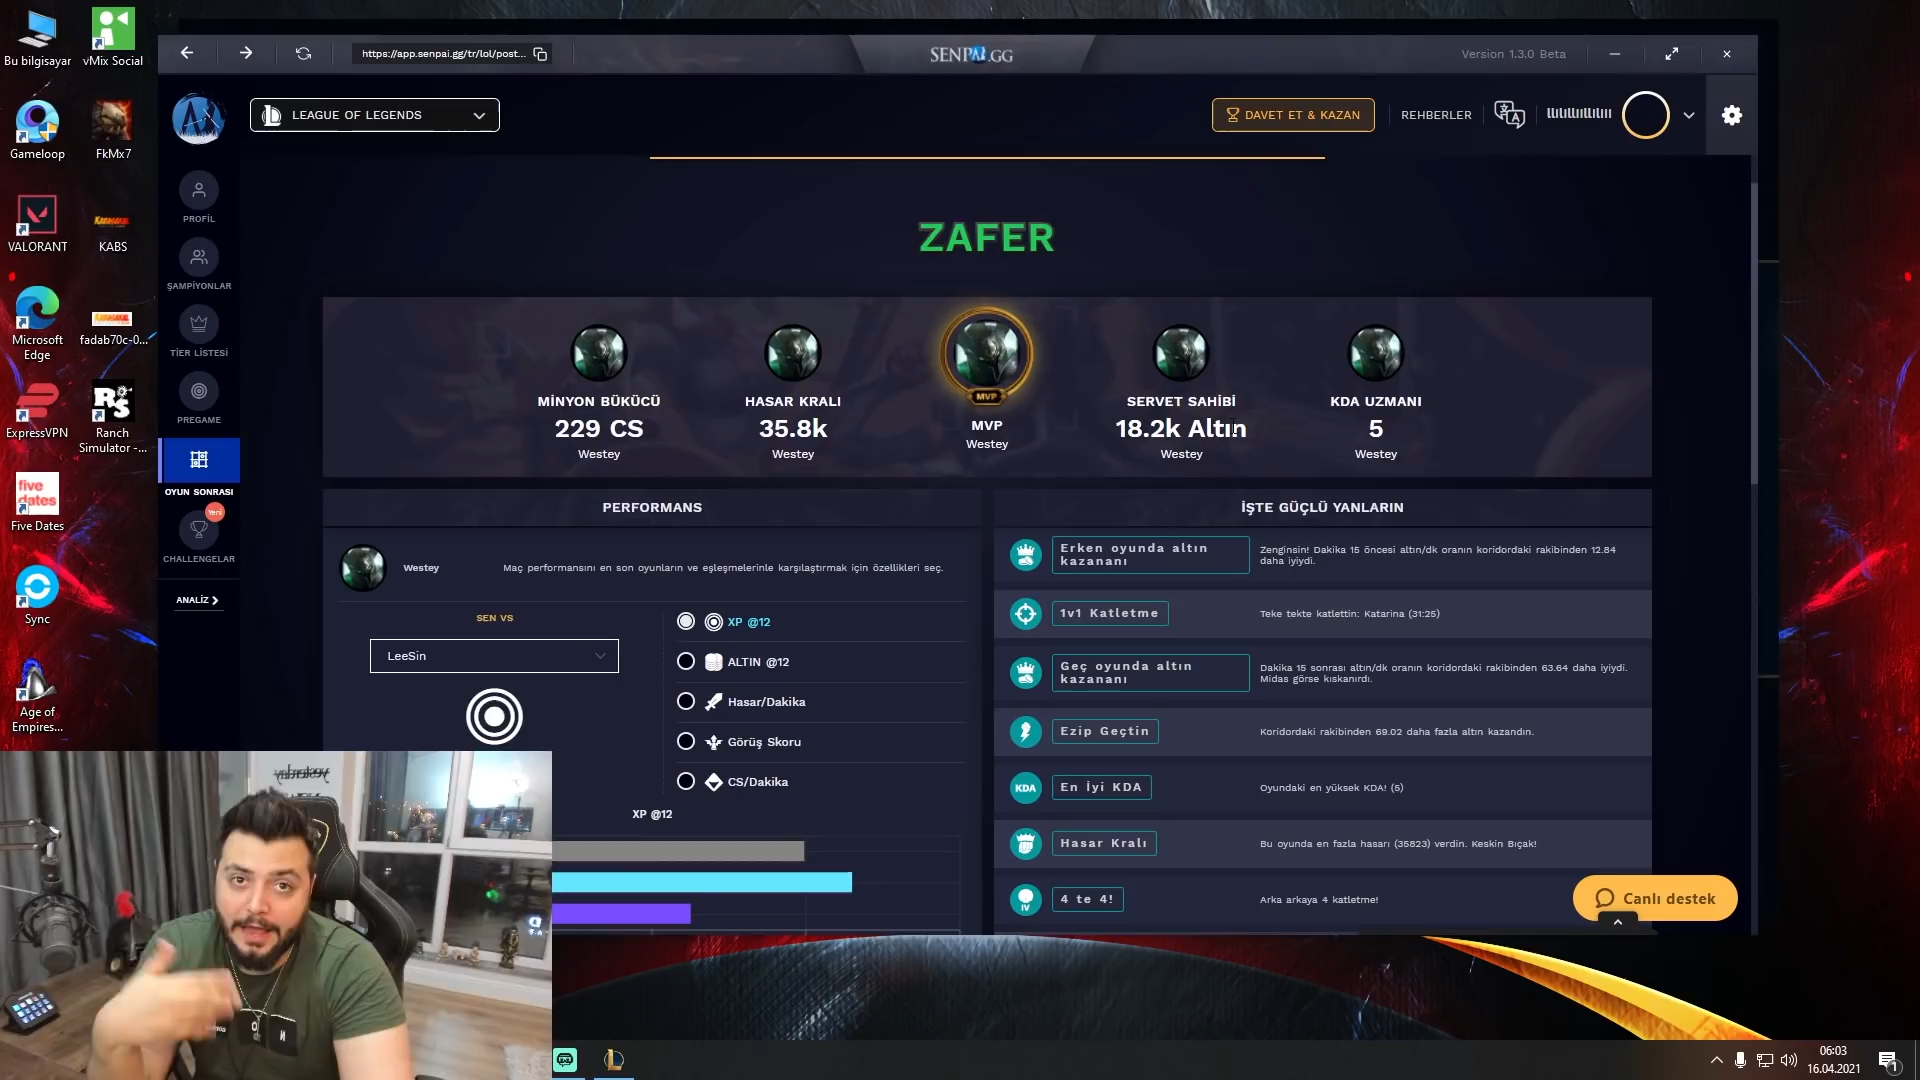 Bu bilgisayar
vMix Social
Gameloop
FkMx7
VALORANT
KABS
Microsoft
Edge
fadab70c-0...
ExpressVPN
Ranch
Simulator -...
five
dates
Five Dates
Sync
Age of
Empires...
https://app.senpai.gg/tr/lol/post...
SENPAI.GG
Version 1.3.0 Beta
LEAGUE OF LEGENDS
DAVET ET & KAZAN
REHBERLER
PROFİL
ŞAMPİYONLAR
TİER LİSTESİ
PREGAME
OYUN SONRASI
Yeni
CHALLENGELAR
ANALİZ
ZAFER
MİNYON BÜKÜCÜ
229 CS
Westey
HASAR KRALI
35.8k
Westey
MVP
MVP
Westey
SERVET SAHİBİ
18.2k Altın
Westey
KDA UZMANI
5
Westey
PERFORMANS
Westey
Maç performansını en son oyunların ve eşleşmelerinle karşılaştırmak için özellikleri seç.
SEN VS
LeeSin
XP @12
ALTIN @12
Hasar/Dakika
Görüş Skoru
CS/Dakika
XP @12
İŞTE GÜÇLÜ YANLARIN
Erken oyunda altın
kazananı
Zenginsin! Dakika 15 öncesi altın/dk oranın koridordaki rakibinden 12.84
daha iyiydi.
1v1 Katletme
Teke tekte katlettin: Katarina (31:25)
Geç oyunda altın
kazananı
Dakika 15 sonrası altın/dk oranın koridordaki rakibinden 63.64 daha iyiydi.
Midas görse kıskanırdı.
Ezip Geçtin
Koridordaki rakibinden 69.02 daha fazla altın kazandın.
KDA
En İyi KDA
Oyundaki en yüksek KDA! (5)
Hasar Kralı
Bu oyunda en fazla hasarı (35823) verdin. Keskin Bıçak!
IV
4 te 4!
Arka arkaya 4 katletme!
Canlı destek
06:03
16.04.2021
1